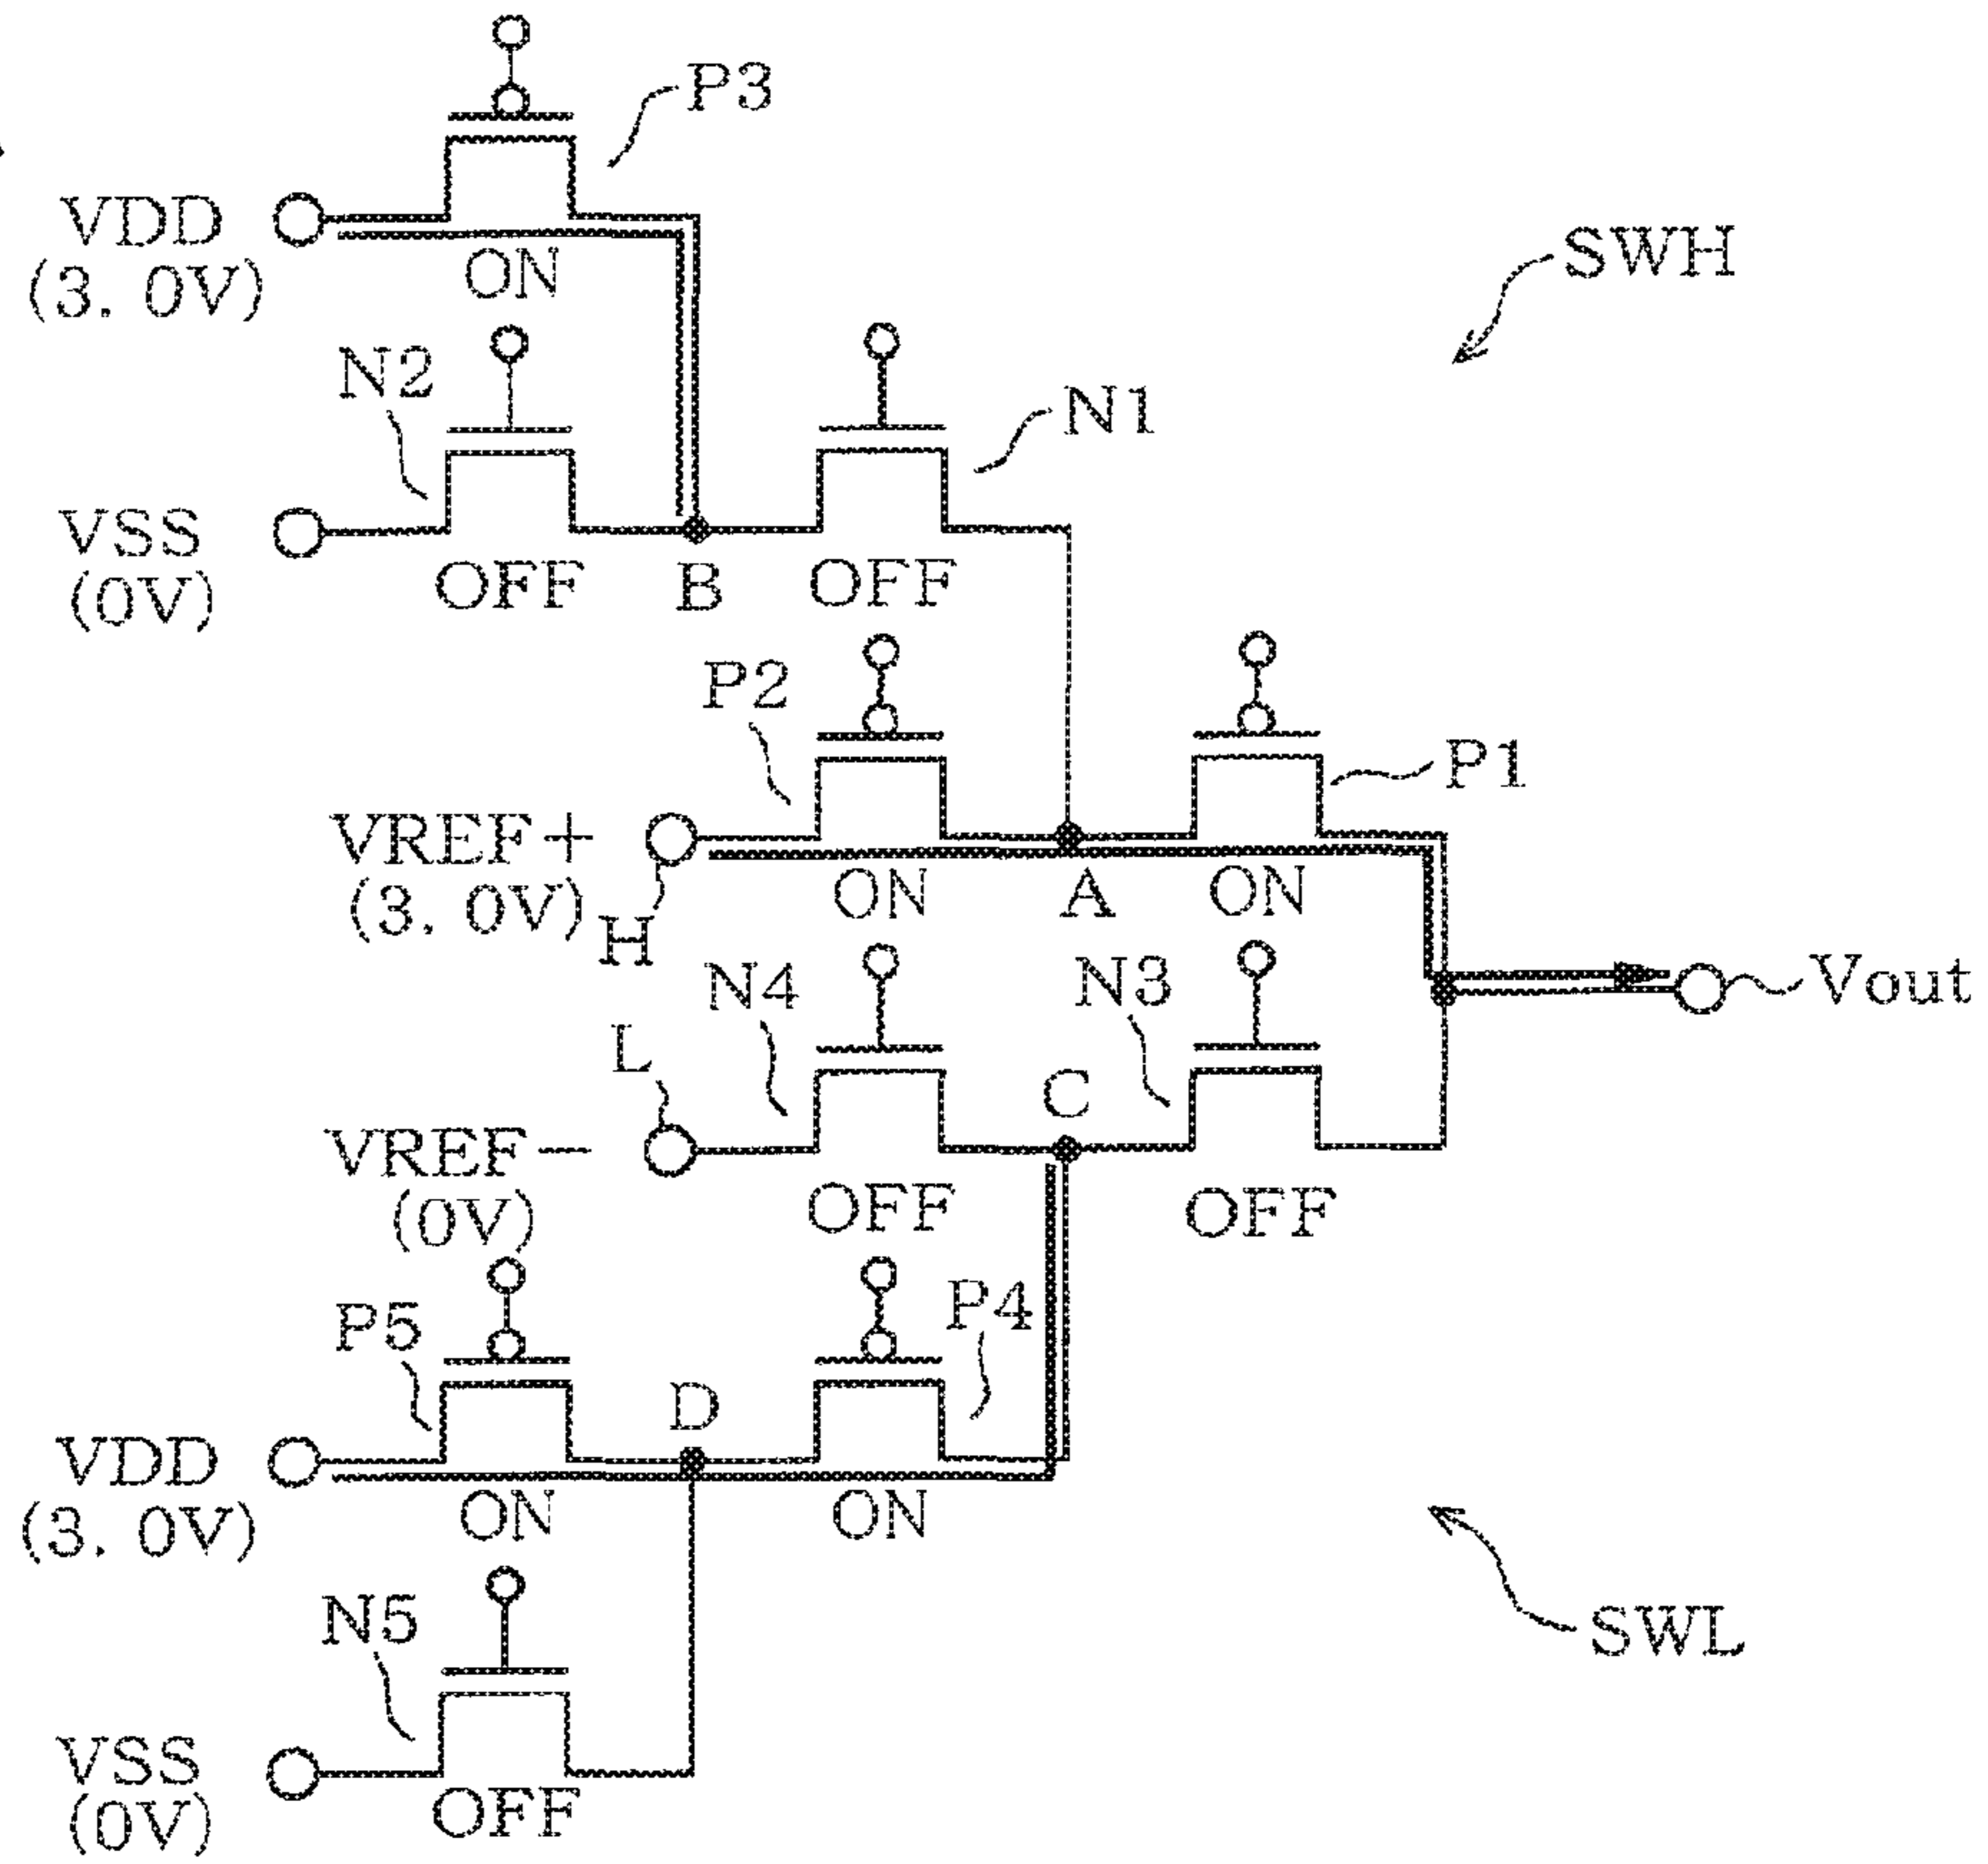 P3
VDD
(3. 0V)
ON
SWH
N2
N1
VSS
(0V)
OFF
B
OFF
P2
P1
VREF+
(3. 0V)
H
ON
A
ON
N4
N3
Vout
L
C
VREF-
(0V)
OFF
OFF
P5
P4
D
VDD
(3. 0V)
ON
ON
N5
SWL
VSS
(0V)
OFF